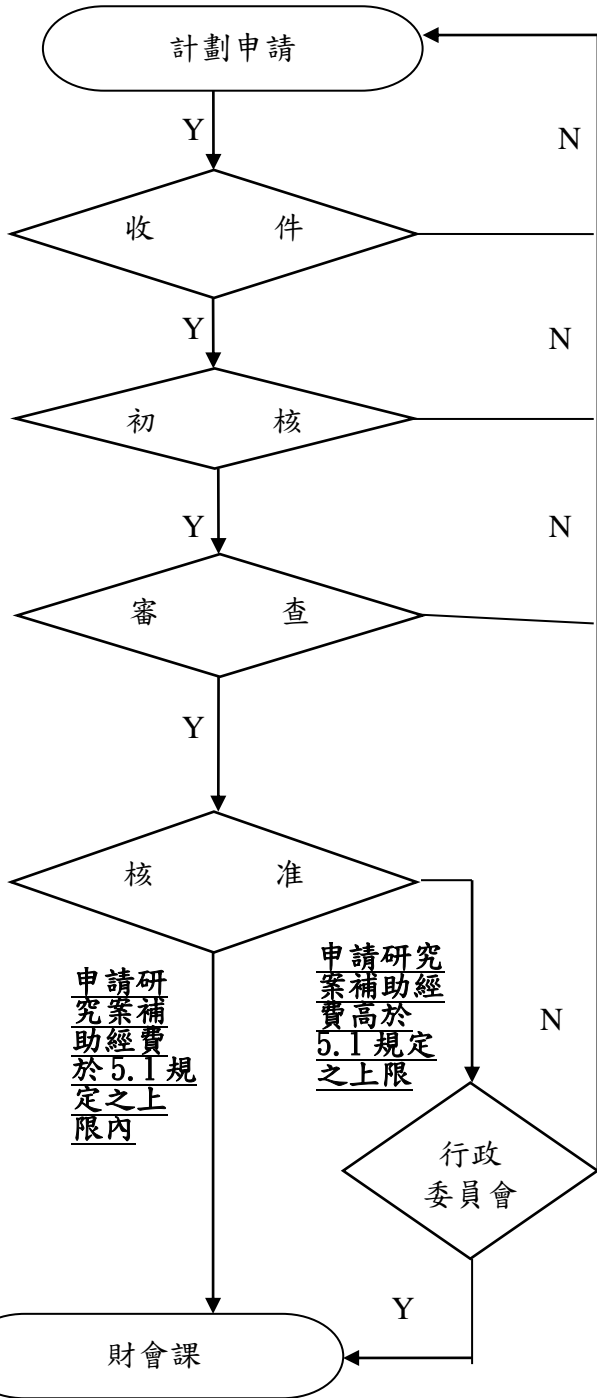 計劃申請
Y
N
收 件
Y
N
初 核
Y
N
審 查
Y
核 准
申請研
究案補
助經費
於 5.1 規
定之上
限內
申請研究
案補助經
費高於
5.1 規定
之上限
N
行政
委員會
Y
財會課